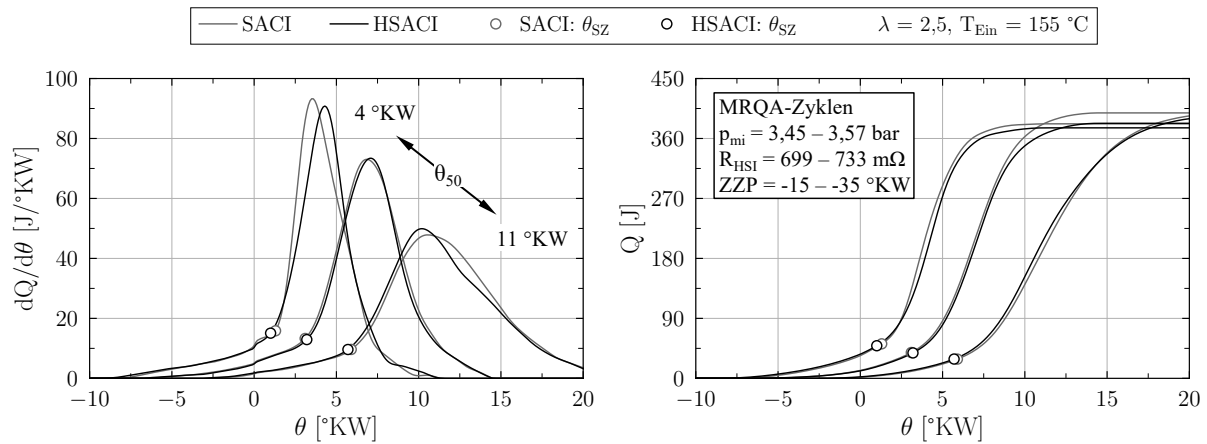 SACI HSACI SACI: θSZ HSACI: θSZ λ = 2,5, TEin = 155 °C
100
80
60
40
20
0
dQ/dθ [J/°KW]
4 °KW
θ50
11 °KW
−10 −5 0 5 10 15 20
θ [°KW]
450
360
270
180
90
0
Q [J]
MRQA-Zyklen
pmi = 3,45 – 3,57 bar
RHSI = 699 – 733 mΩ
ZZP = -15 – -35 °KW
−10 −5 0 5 10 15 20
θ [°KW]